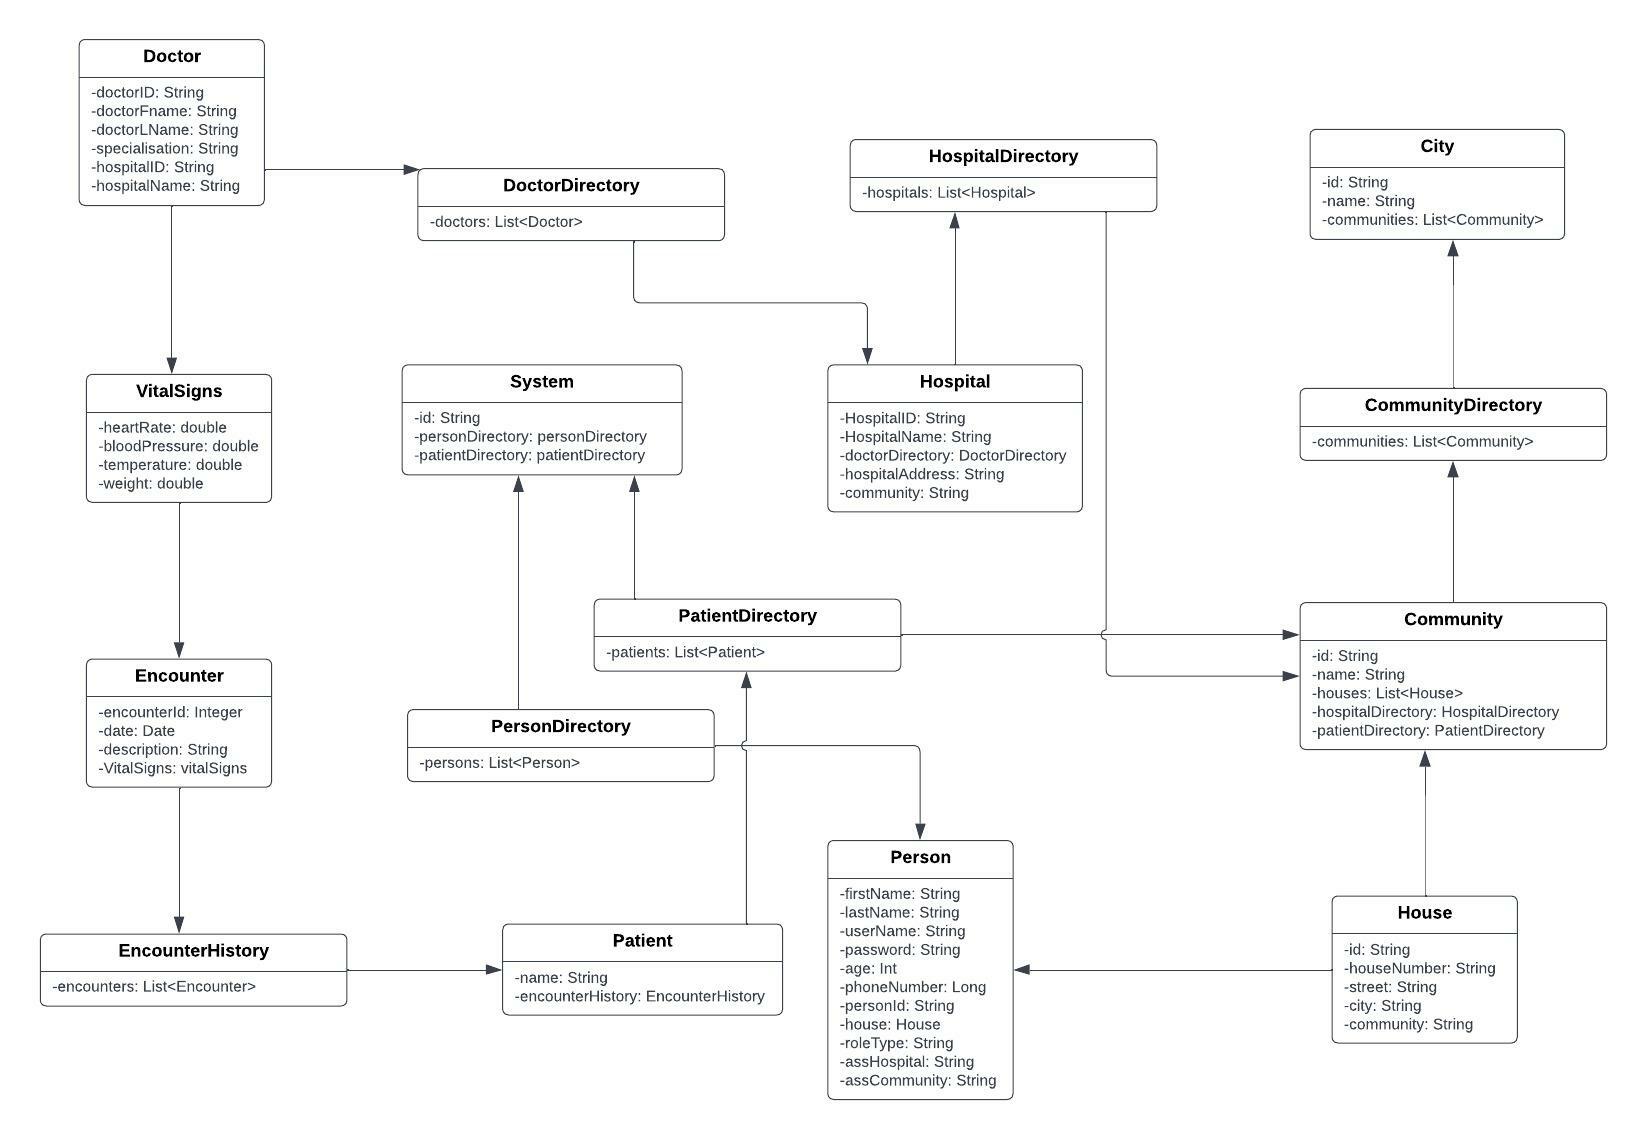 Doctor
-doctorID: String
-doctorFname: String
-doctorLName: String
-specialisation: String
-hospitalID: String
-hospitalName: String
DoctorDirectory
-doctors: List<Doctor>
HospitalDirectory
-hospitals: List<Hospital>
City
-id: String
-name: String
-communities: List<Community>
VitalSigns
-heartRate: double
-bloodPressure: double
-temperature: double
-weight: double
System
-id: String
-personDirectory: personDirectory
-patientDirectory: patientDirectory
Hospital
-HospitalID: String
-HospitalName: String
-doctorDirectory: DoctorDirectory
-hospitalAddress: String
-community: String
CommunityDirectory
-communities: List<Community>
Encounter
-encounterId: Integer
-date: Date
-description: String
-VitalSigns: vitalSigns
PatientDirectory
-patients: List<Patient>
Community
-id: String
-name: String
-houses: List<House>
-hospitalDirectory: HospitalDirectory
-patientDirectory: PatientDirectory
PersonDirectory
-persons: List<Person>
EncounterHistory
-encounters: List<Encounter>
Patient
-name: String
-encounterHistory: EncounterHistory
Person
-firstName: String
-lastName: String
-userName: String
-password: String
-age: Int
-phoneNumber: Long
-personId: String
-house: House
-roleType: String
-assHospital: String
-assCommunity: String
House
-id: String
-houseNumber: String
-street: String
-city: String
-community: String